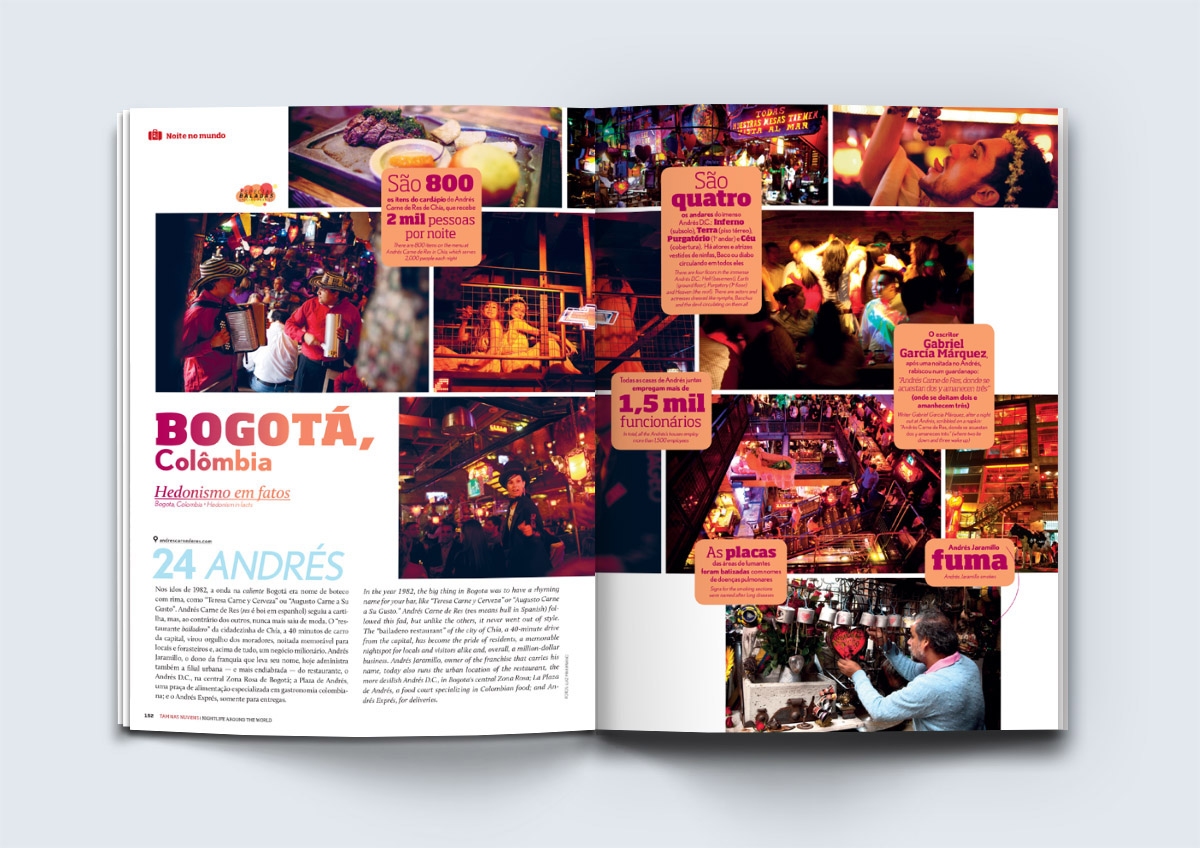 Noite no mundo
BALADAS
São 800
os itens do cardápio do Andrés
Carne de Res de Chía, que recebe
2 mil pessoas
por noite
There are 800 items on the menu at
Andrés Carne de Res in Chía, which serves
2,000 people each night
TODAS
NUESTRAS MESAS TIENEN
VISTA AL MAR
São
quatro
os andares do imenso
Andrés D.C.: Inferno
(subsolo), Terra (piso térreo),
Purgatório (1º andar) e Céu
(cobertura). Há atores e atrizes
vestidos de ninfas, Baco ou diabo
circulando em todos eles
There are four floors in the immense
Andrés D.C.: Hell (basement), Earth
(ground floor), Purgatory (1st floor)
and Heaven (the roof). There are actors and
actresses dressed like nymphs, Bacchus
and the devil circulating on them all
O escritor
Gabriel
García Márquez,
após uma noitada no Andrés,
rabiscou num guardanapo:
"Andrés Carne de Res, donde se
acuestan dos y amanecen três"
(onde se deitam dois e
amanhecem três)
Writer Gabriel García Márquez, after a night
out at Andrés, scribbled on a napkin:
"Andrés Carne de Res, donde se acuestan
dos y amanecen três" (where two lie
down and three wake up)
Todas as casas de Andrés juntas
empregam mais de
1,5 mil
funcionários
In total, all the Andrés's houses employ
more than 1,500 employees
BOGOTÁ,
Colômbia
Hedonismo em fatos
Bogota, Colombia • Hedonism in facts
andrescarnederes.com
24 ANDRÉS
Nos idos de 1982, a onda na caliente Bogotá era nome de boteco
com rima, como "Teresa Carne y Cerveza" ou "Augusto Carne a Su
Gusto". Andrés Carne de Res (res é boi em espanhol) seguiu a carti-
lha, mas, ao contrário dos outros, nunca mais saiu de moda. O "res-
taurante bailadero" da cidadezinha de Chía, a 40 minutos de carro
da capital, virou orgulho dos moradores, noitada memorável para
locais e forasteiros e, acima de tudo, um negócio milionário. Andrés
Jaramillo, o dono da franquia que leva seu nome, hoje administra
também a filial urbana — e mais endiabrada — do restaurante, o
Andrés D.C., na central Zona Rosa de Bogotá; a Plaza de Andrés,
uma praça de alimentação especializada em gastronomia colombia-
na; e o Andrés Exprés, somente para entregas.
In the year 1982, the big thing in Bogota was to have a rhyming
name for your bar, like "Teresa Carne y Cerveza" or "Augusto Carne
a Su Gusto." Andrés Carne de Res (res means bull in Spanish) fol-
lowed this fad, but unlike the others, it never went out of style.
The "bailadero restaurant" of the city of Chía, a 40-minute drive
from the capital, has become the pride of residents, a memorable
nightspot for locals and visitors alike and, overall, a million-dollar
business. Andrés Jaramillo, owner of the franchise that carries his
name, today also runs the urban location of the restaurant, the
more devilish Andrés D.C., in Bogota's central Zona Rosa; La Plaza
de Andrés, a food court specializing in Colombian food; and An-
drés Exprés, for deliveries.
As placas
das áreas de fumantes
foram batizadas com nomes
de doenças pulmonares
Signs for the smoking sections
were named after lung diseases
Andrés Jaramillo
fuma
Andrés Jaramillo smokes
132 TAM NAS NUVENS | NIGHTLIFE AROUND THE WORLD